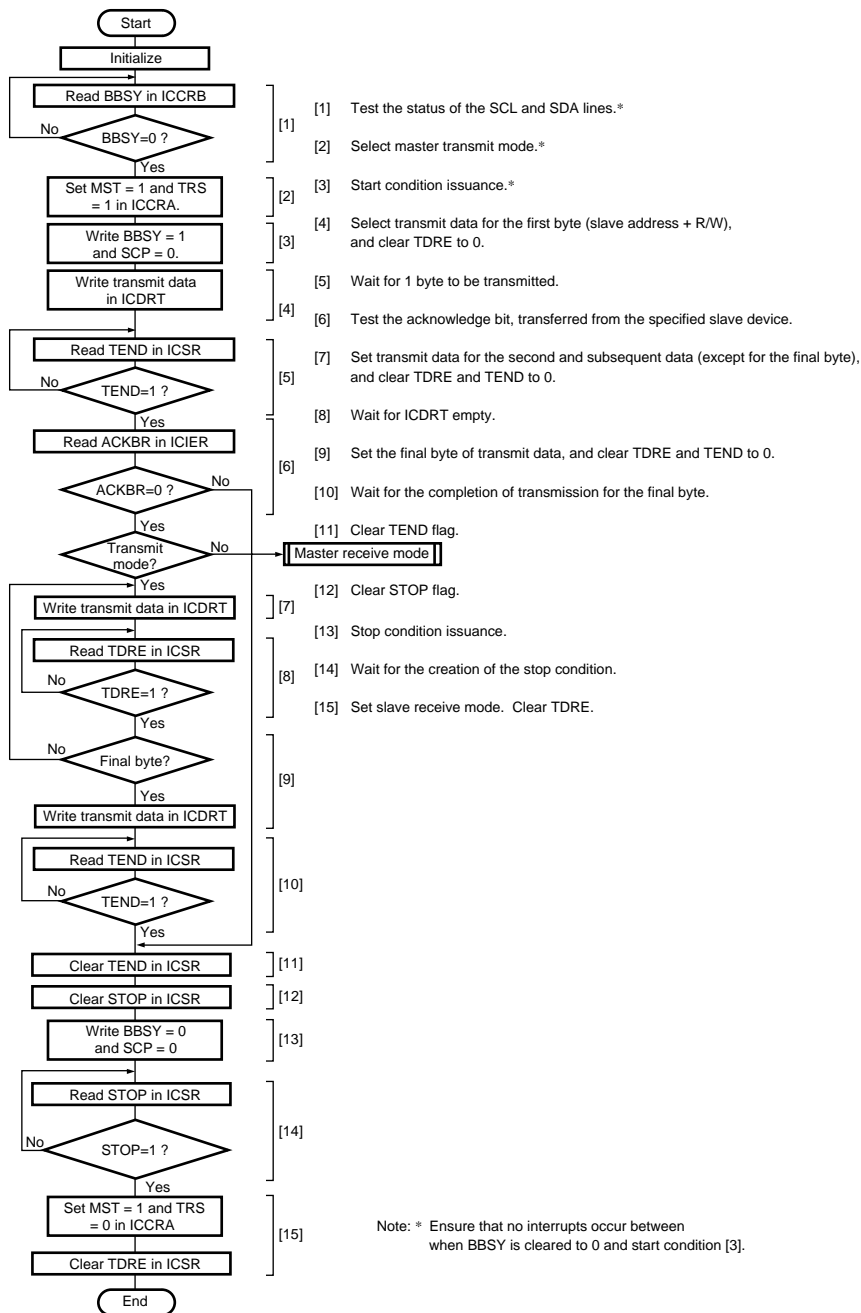 Start
Initialize
Read BBSY in ICCRB
No
BBSY=0 ?
[1]
Yes
Set MST = 1 and TRS
= 1 in ICCRA.
[2]
Write BBSY = 1
and SCP = 0.
[3]
Write transmit data
in ICDRT
[4]
Read TEND in ICSR
No
TEND=1 ?
[5]
Yes
Read ACKBR in ICIER
[6]
ACKBR=0 ?
No
Yes
Transmit
mode?
No
Master receive mode
Yes
Write transmit data in ICDRT
[7]
Read TDRE in ICSR
[8]
No
TDRE=1 ?
Yes
No
Final byte?
[9]
Yes
Write transmit data in ICDRT
Read TEND in ICSR
[10]
No
TEND=1 ?
Yes
Clear TEND in ICSR
[11]
Clear STOP in ICSR
[12]
Write BBSY = 0
and SCP = 0
[13]
Read STOP in ICSR
[14]
No
STOP=1 ?
Yes
Set MST = 1 and TRS
= 0 in ICCRA
[15]
Clear TDRE in ICSR
End
[1] Test the status of the SCL and SDA lines.*
[2] Select master transmit mode.*
[3] Start condition issuance.*
[4] Select transmit data for the first byte (slave address + R/W),
and clear TDRE to 0.
[5] Wait for 1 byte to be transmitted.
[6] Test the acknowledge bit, transferred from the specified slave device.
[7] Set transmit data for the second and subsequent data (except for the final byte),
and clear TDRE and TEND to 0.
[8] Wait for ICDRT empty.
[9] Set the final byte of transmit data, and clear TDRE and TEND to 0.
[10] Wait for the completion of transmission for the final byte.
[11] Clear TEND flag.
[12] Clear STOP flag.
[13] Stop condition issuance.
[14] Wait for the creation of the stop condition.
[15] Set slave receive mode. Clear TDRE.
Note: * Ensure that no interrupts occur between
when BBSY is cleared to 0 and start condition [3].